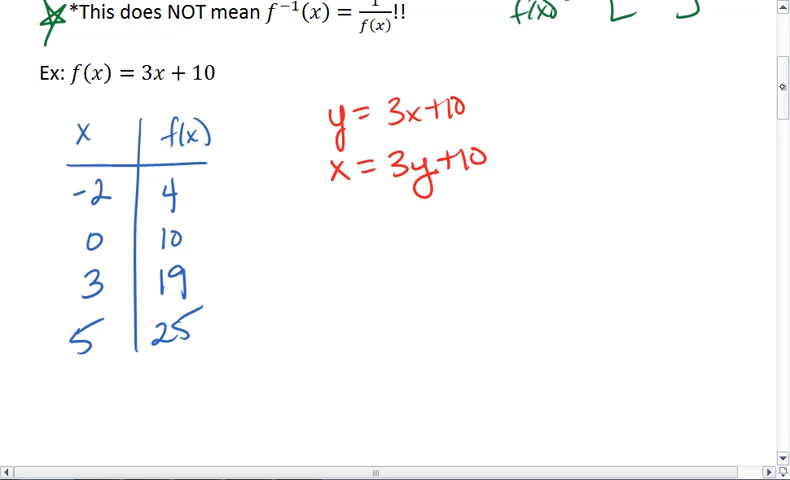 *This does NOT mean f⁻¹(x) = 1/f(x)!!
f(x)
Ex: f(x) = 3x + 10
x f(x)
-2 4
0 10
3 19
5 25
y = 3x+10
x = 3y+10